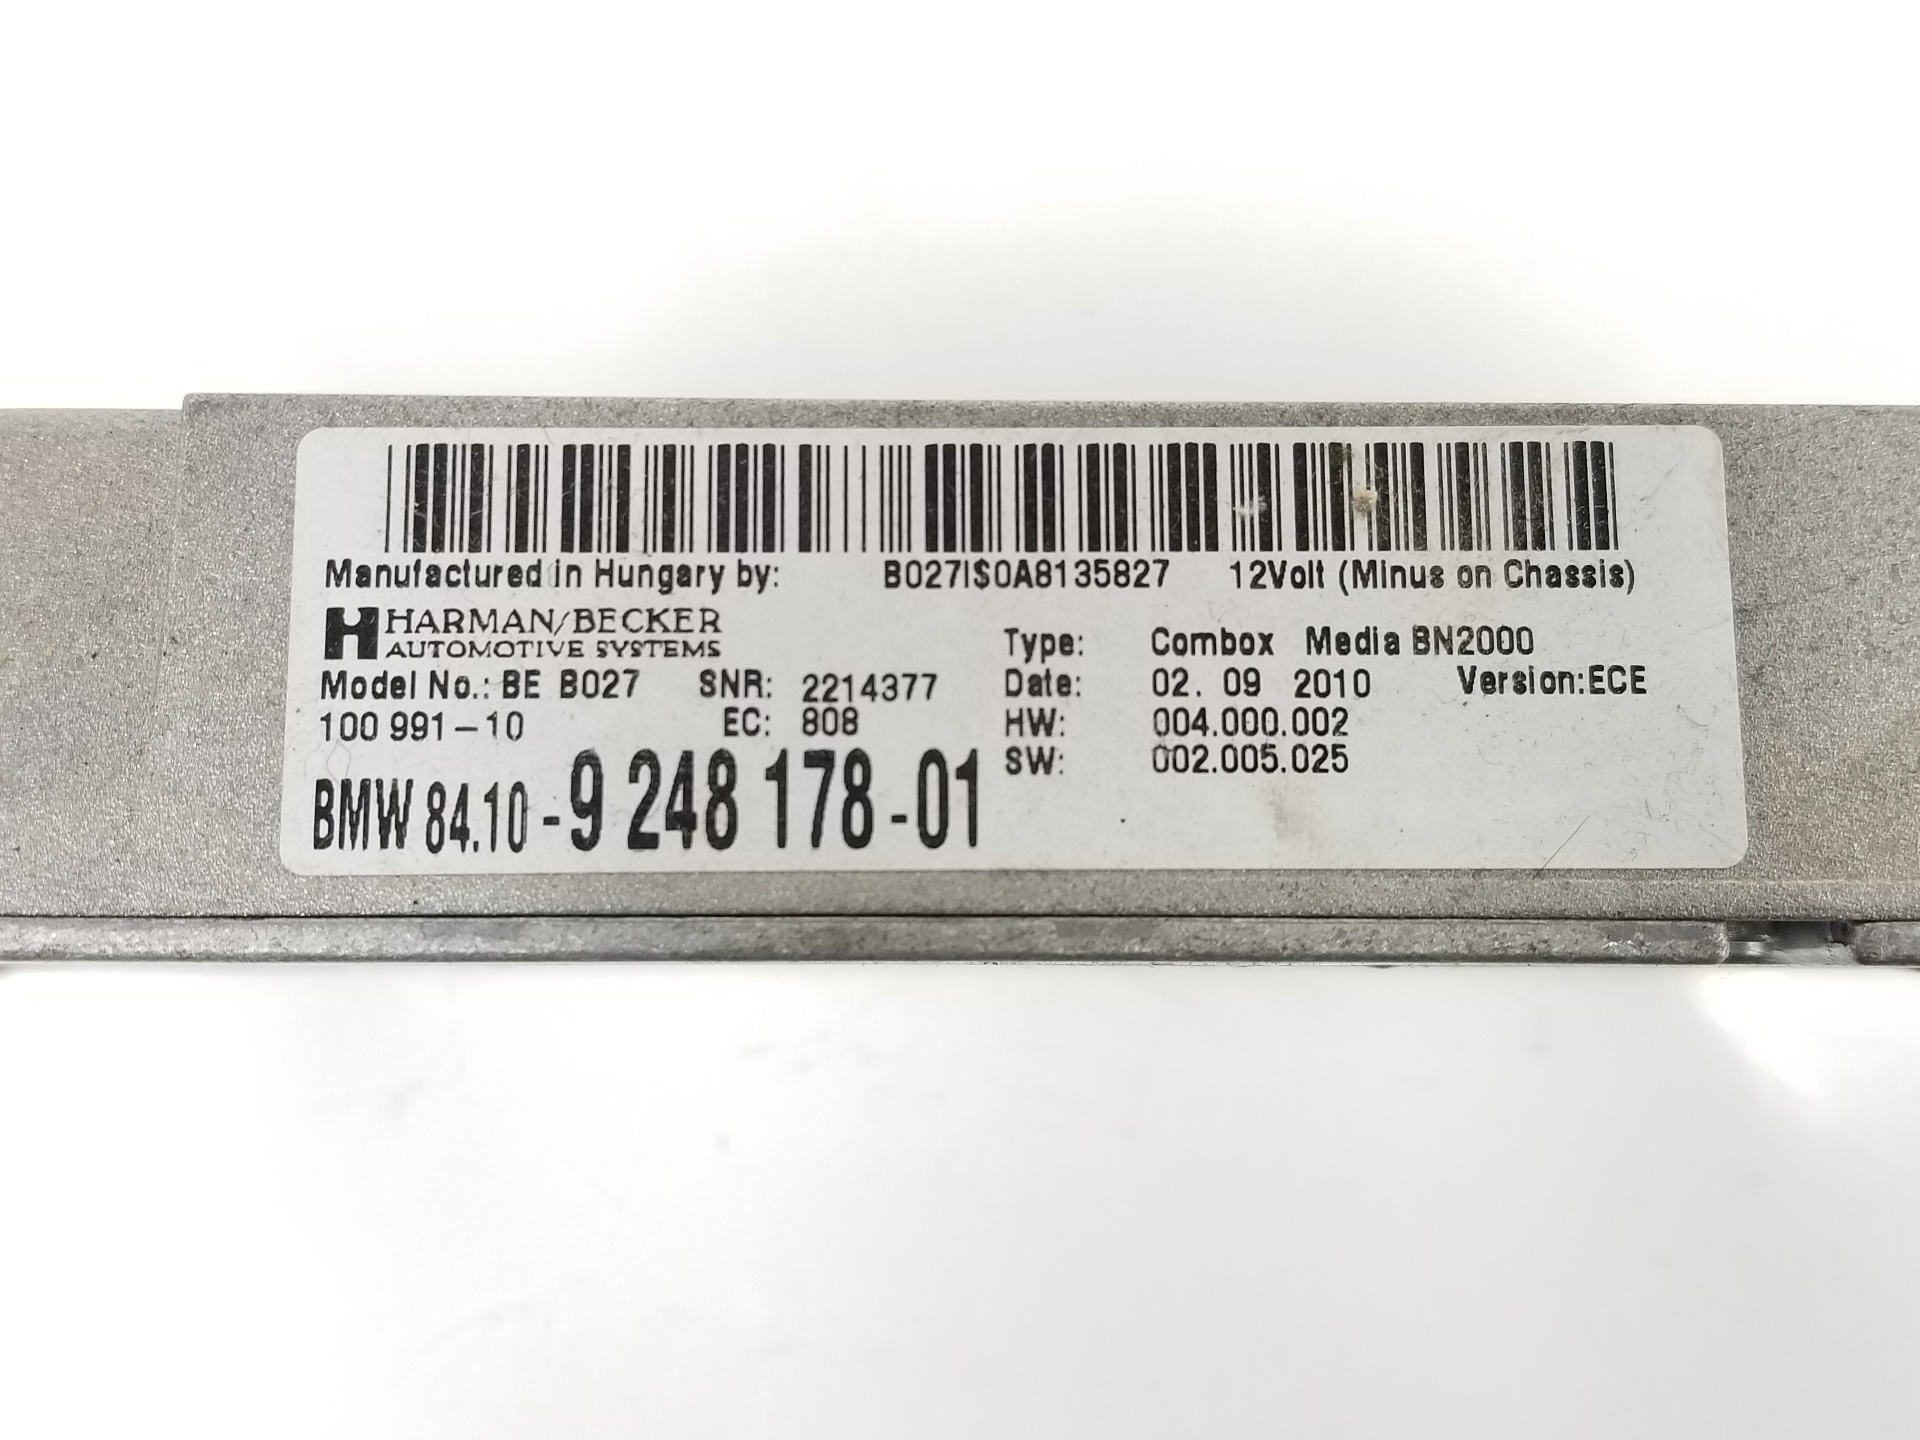 Manufactured in Hungary by: B027I$0A8135827 12Volt (Minus on Chassis)
HARMAN/BECKER
AUTOMOTIVE SYSTEMS
Type: Combox Media BN2000
Model No.: BE B027 SNR: 2214377 Date: 02. 09 2010 Version:ECE
100 991-10 EC: 808 HW: 004.000.002
SW: 002.005.025
BMW 84.10-9 248 178-01